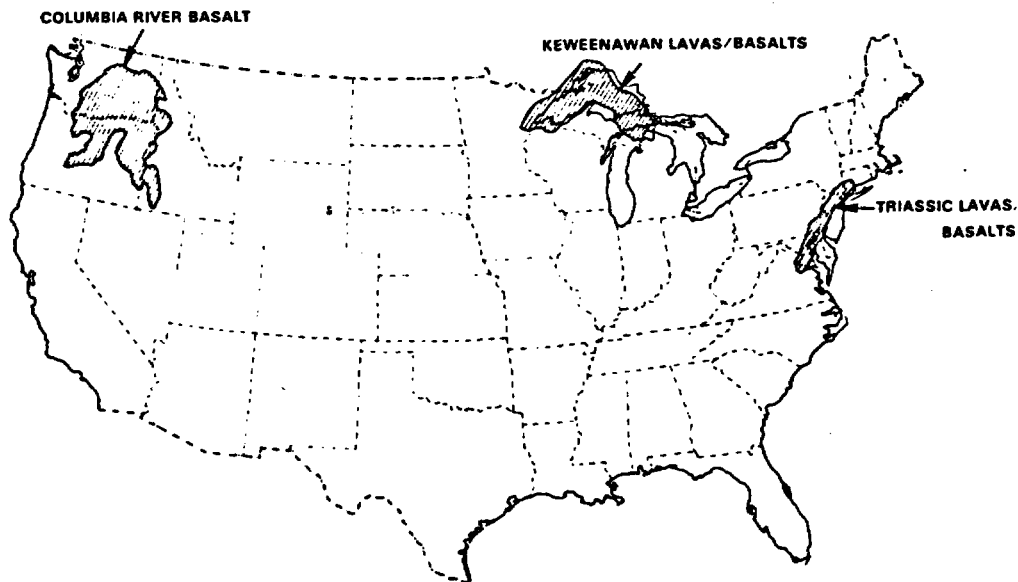 COLUMBIA RIVER BASALT
KEWEENAWAN LAVAS/BASALTS
TRIASSIC LAVAS.
BASALTS